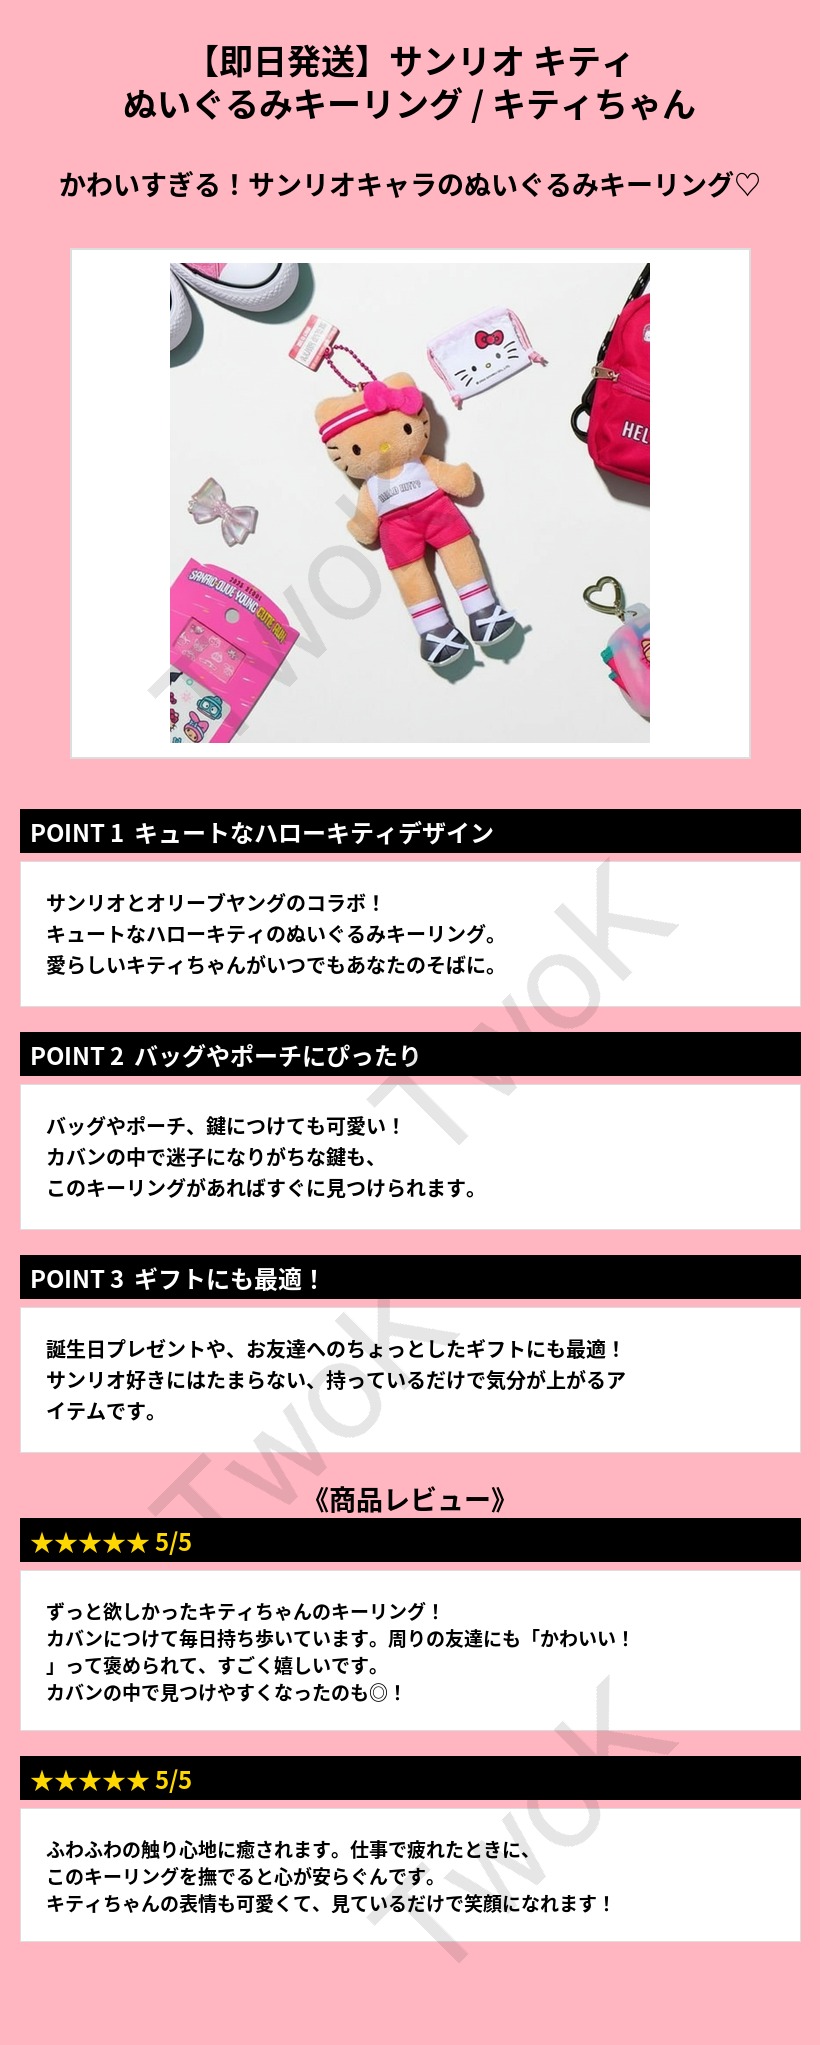 【即日発送】サンリオ キティ
ぬいぐるみキーリング / キティちゃん
かわいすぎる！サンリオキャラのぬいぐるみキーリング♡
HELLO KITTY
HEL
SANRIO OLIVE YOUNG CUTIE RUN
TwoK
POINT 1 キュートなハローキティデザイン
サンリオとオリーブヤングのコラボ！
キュートなハローキティのぬいぐるみキーリング。
愛らしいキティちゃんがいつでもあなたのそばに。
TwoK
POINT 2 バッグやポーチにぴったり
バッグやポーチ、鍵につけても可愛い！
カバンの中で迷子になりがちな鍵も、
このキーリングがあればすぐに見つけられます。
POINT 3 ギフトにも最適！
誕生日プレゼントや、お友達へのちょっとしたギフトにも最適！
サンリオ好きにはたまらない、持っているだけで気分が上がるア
イテムです。
TwoK
《商品レビュー》
★★★★★ 5/5
ずっと欲しかったキティちゃんのキーリング！
カバンにつけて毎日持ち歩いています。周りの友達にも「かわいい！
」って褒められて、すごく嬉しいです。
カバンの中で見つけやすくなったのも◎！
★★★★★ 5/5
ふわふわの触り心地に癒されます。仕事で疲れたときに、
このキーリングを撫でると心が安らぐんです。
キティちゃんの表情も可愛くて、見ているだけで笑顔になれます！
TwoK